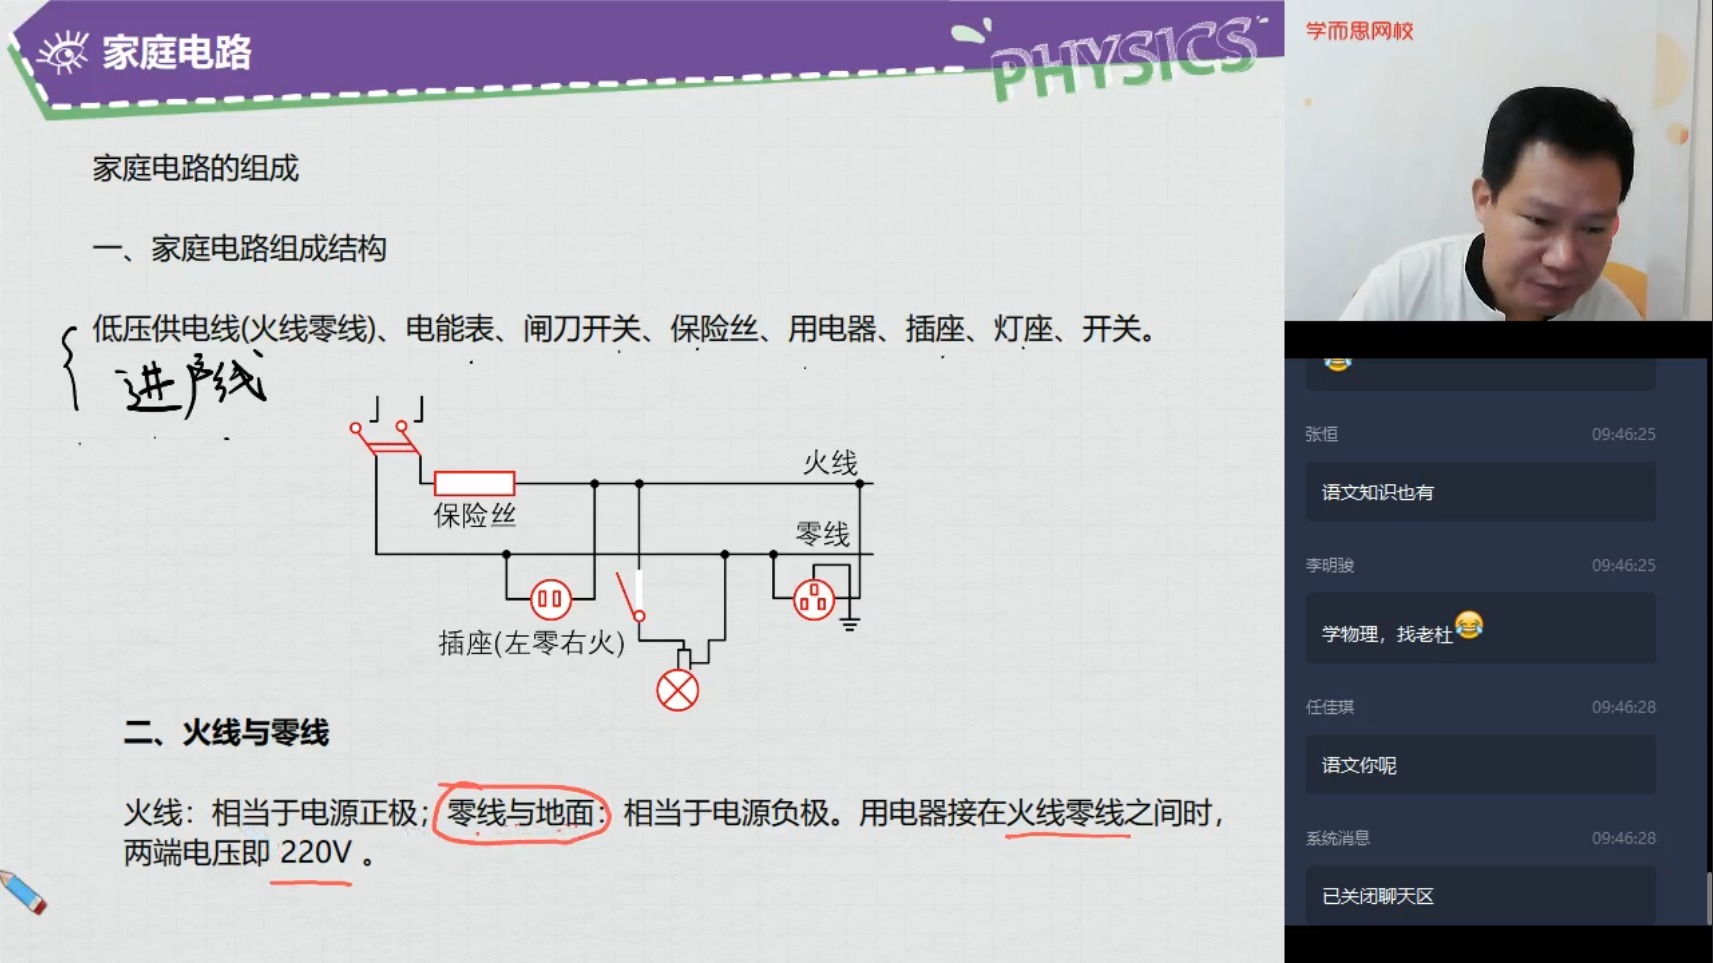 家庭电路
PHYSICS
家庭电路的组成
一、家庭电路组成结构
低压供电线(火线零线)、电能表、闸刀开关、保险丝、用电器、插座、灯座、开关。
进户线
火线
保险丝
零线
插座(左零右火)
二、火线与零线
火线：相当于电源正极；零线与地面：相当于电源负极。用电器接在火线零线之间时，
两端电压即 220V 。
学而思网校
张恒 09:46:25
语文知识也有
李明骏 09:46:25
学物理，找老杜😂
任佳琪 09:46:28
语文你呢
系统消息 09:46:28
已关闭聊天区